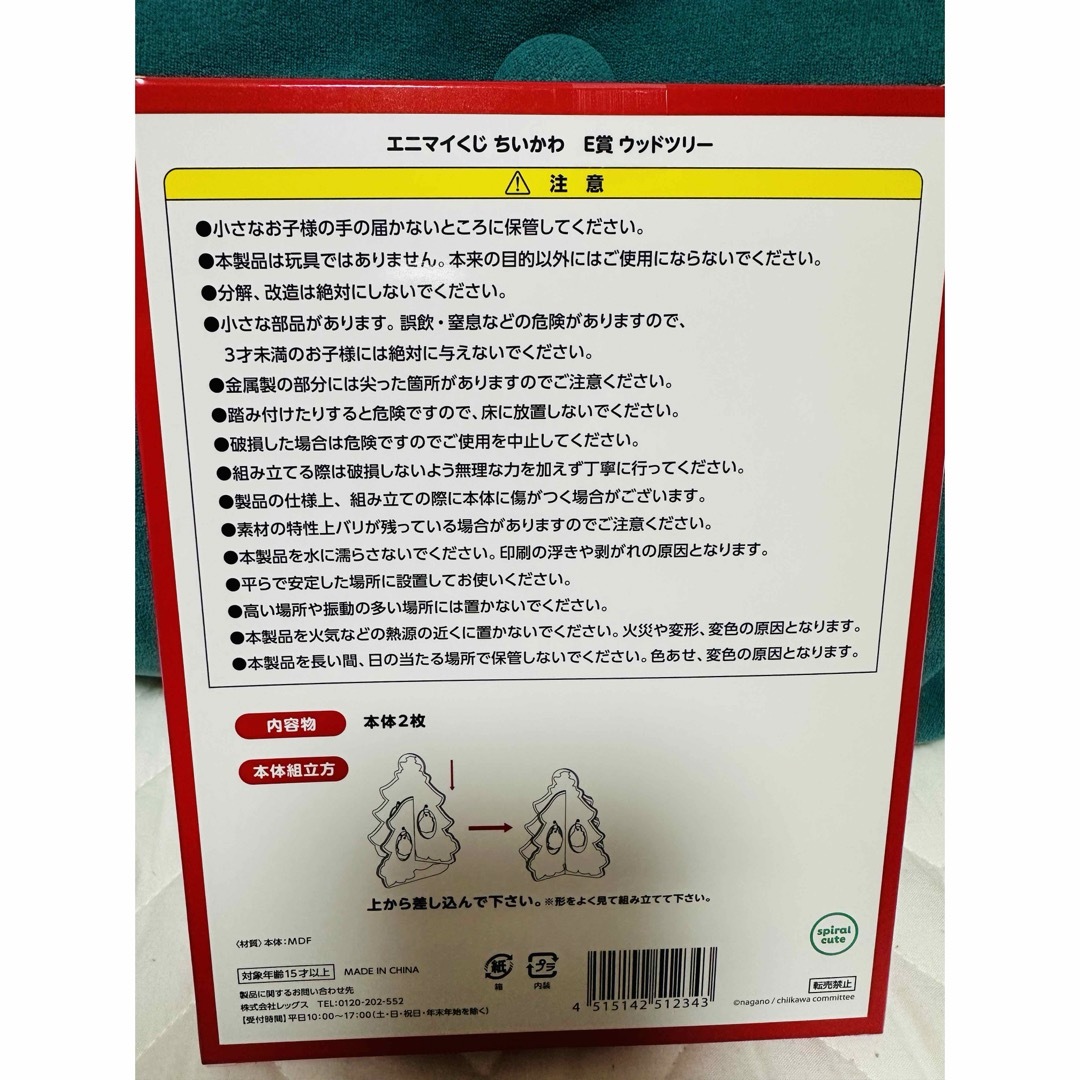 エニマイくじ ちいかわ　E賞 ウッドツリー
注意
●小さなお子様の手の届かないところに保管してください。
●本製品は玩具ではありません。本来の目的以外にはご使用にならないでください。
●分解、改造は絶対にしないでください。
●小さな部品があります。誤飲・窒息などの危険がありますので、
3才未満のお子様には絶対に与えないでください。
●金属製の部分には尖った箇所がありますのでご注意ください。
●踏み付けたりすると危険ですので、床に放置しないでください。
●破損した場合は危険ですのでご使用を中止してください。
●組み立てる際は破損しないよう無理な力を加えず丁寧に行ってください。
●製品の仕様上、組み立ての際に本体に傷がつく場合がございます。
●素材の特性上バリが残っている場合がありますのでご注意ください。
●本製品を水に濡らさないでください。印刷の浮きや剥がれの原因となります。
●平らで安定した場所に設置してお使いください。
●高い場所や振動の多い場所には置かないでください。
●本製品を火気などの熱源の近くに置かないでください。火災や変形、変色の原因となります。
●本製品を長い間、日の当たる場所で保管しないでください。色あせ、変色の原因となります。
内容物 本体2枚
本体組立方
上から差し込んで下さい。※形をよく見て組み立てて下さい。
spiral
cute
〈材質〉本体：MDF
対象年齢15才以上 MADE IN CHINA
製品に関するお問い合わせ先
株式会社レッグス TEL:0120-202-552
【受付時間】平日10:00〜17:00（土・日・祝日・年末年始を除く）
紙
箱
プラ
内装
4 515142 512343
転売禁止
©nagano / chiikawa committee